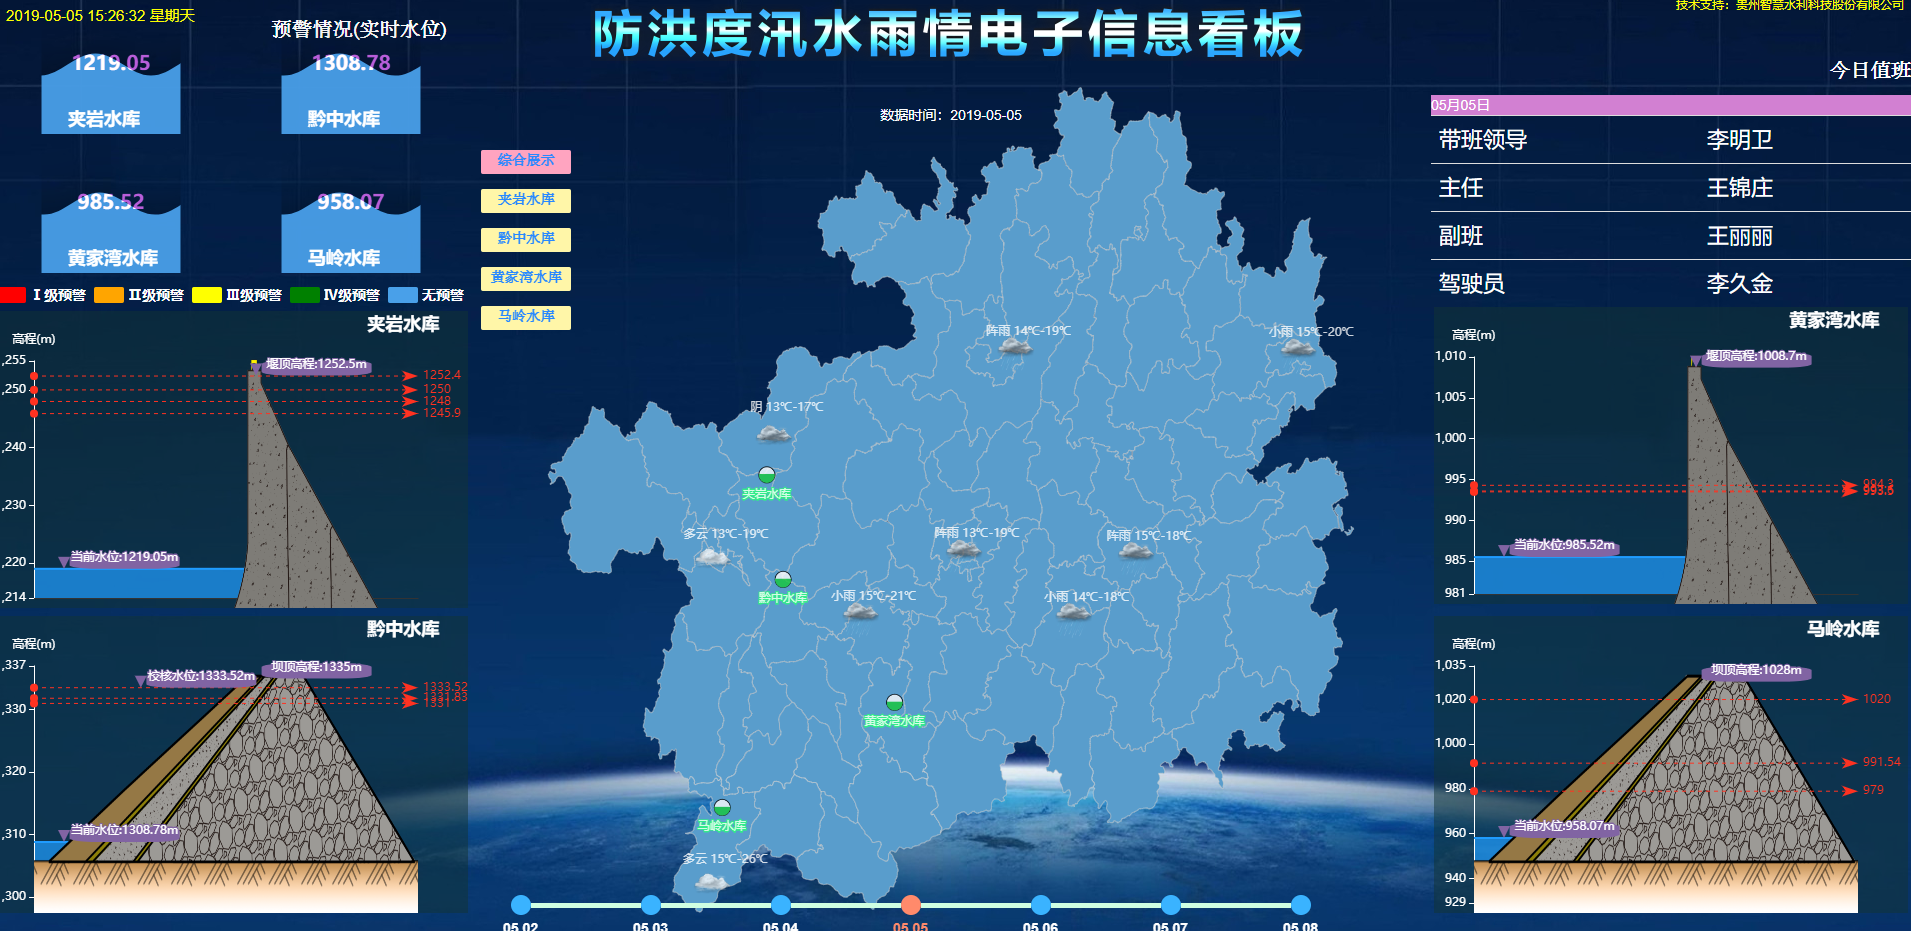 2019-05-05 15:26:32 星期天
防洪度汛水雨情电子信息看板
技术支持：贵州智慧水利科技股份有限公司
预警情况(实时水位)
1219.05
夹岩水库
1308.78
黔中水库
985.52
黄家湾水库
958.07
马岭水库
Ⅰ级预警
Ⅱ级预警
Ⅲ级预警
Ⅳ级预警
无预警
夹岩水库
高程(m)
,255
,250
,240
,230
,220
,214
堰顶高程:1252.5m
1252.4
1250
1248
1245.9
当前水位:1219.05m
黔中水库
高程(m)
,337
,330
,320
,310
,300
校核水位:1333.52m
坝顶高程:1335m
1333.52
1331.83
1331
当前水位:1308.78m
综合展示
夹岩水库
黔中水库
黄家湾水库
马岭水库
数据时间：2019-05-05
阵雨 14℃-19℃
小雨 15℃-20℃
阴 13℃-17℃
夹岩水库
多云 13℃-19℃
阵雨 13℃-19℃
阵雨 15℃-18℃
黔中水库
小雨 15℃-21℃
小雨 14℃-18℃
黄家湾水库
马岭水库
多云 15℃-26℃
05.02
05.03
05.04
05.05
05.06
05.07
05.08
今日值班
05月05日
带班领导 李明卫
主任 王锦庄
副班 王丽丽
驾驶员 李久金
黄家湾水库
高程(m)
1,010
1,005
1,000
995
990
985
981
堰顶高程:1008.7m
994.3
993.5
当前水位:985.52m
马岭水库
高程(m)
1,035
1,020
1,000
980
960
940
929
坝顶高程:1028m
1020
991.54
979
当前水位:958.07m